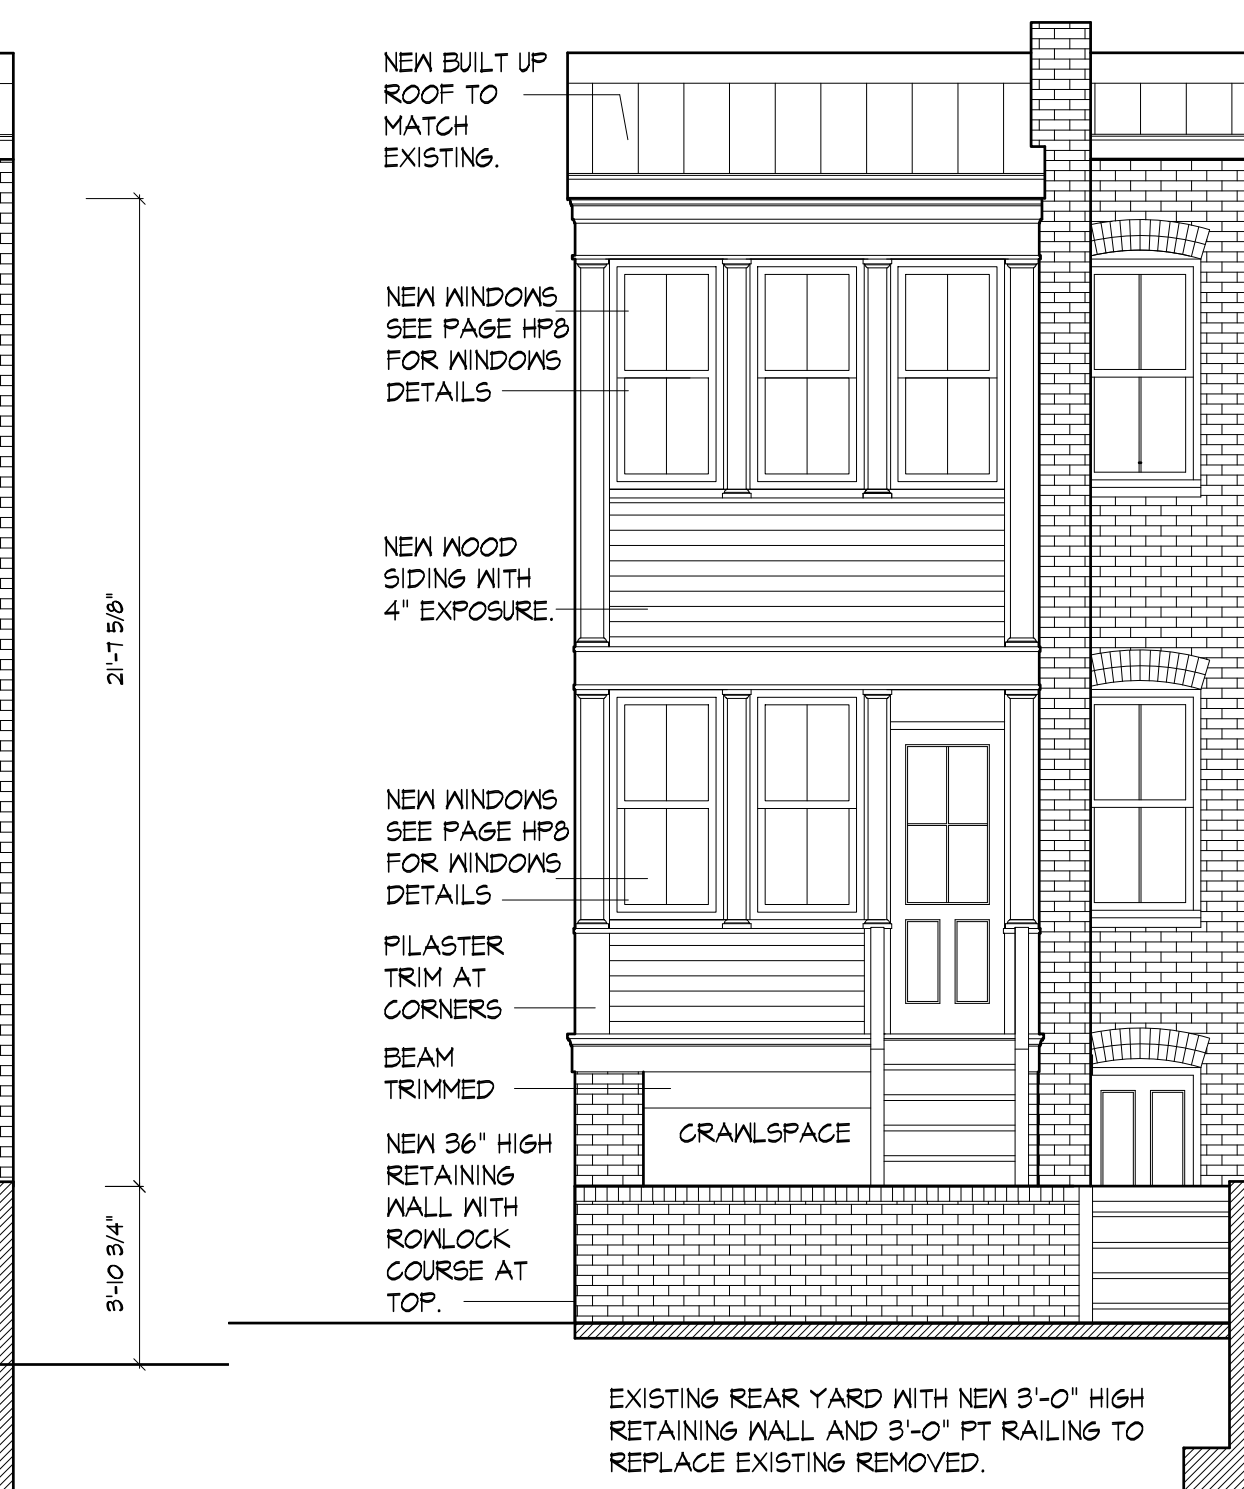 NEW BUILT UP
ROOF TO
MATCH
EXISTING.
NEW WINDOWS
SEE PAGE HP8
FOR WINDOWS
DETAILS
NEW WOOD
SIDING WITH
4" EXPOSURE.
21'-7 5/8"
NEW WINDOWS
SEE PAGE HP8
FOR WINDOWS
DETAILS
PILASTER
TRIM AT
CORNERS
BEAM
TRIMMED
CRAWLSPACE
NEW 36" HIGH
RETAINING
WALL WITH
ROWLOCK
COURSE AT
TOP.
3'-10 3/4"
EXISTING REAR YARD WITH NEW 3'-0" HIGH
RETAINING WALL AND 3'-0" PT RAILING TO
REPLACE EXISTING REMOVED.